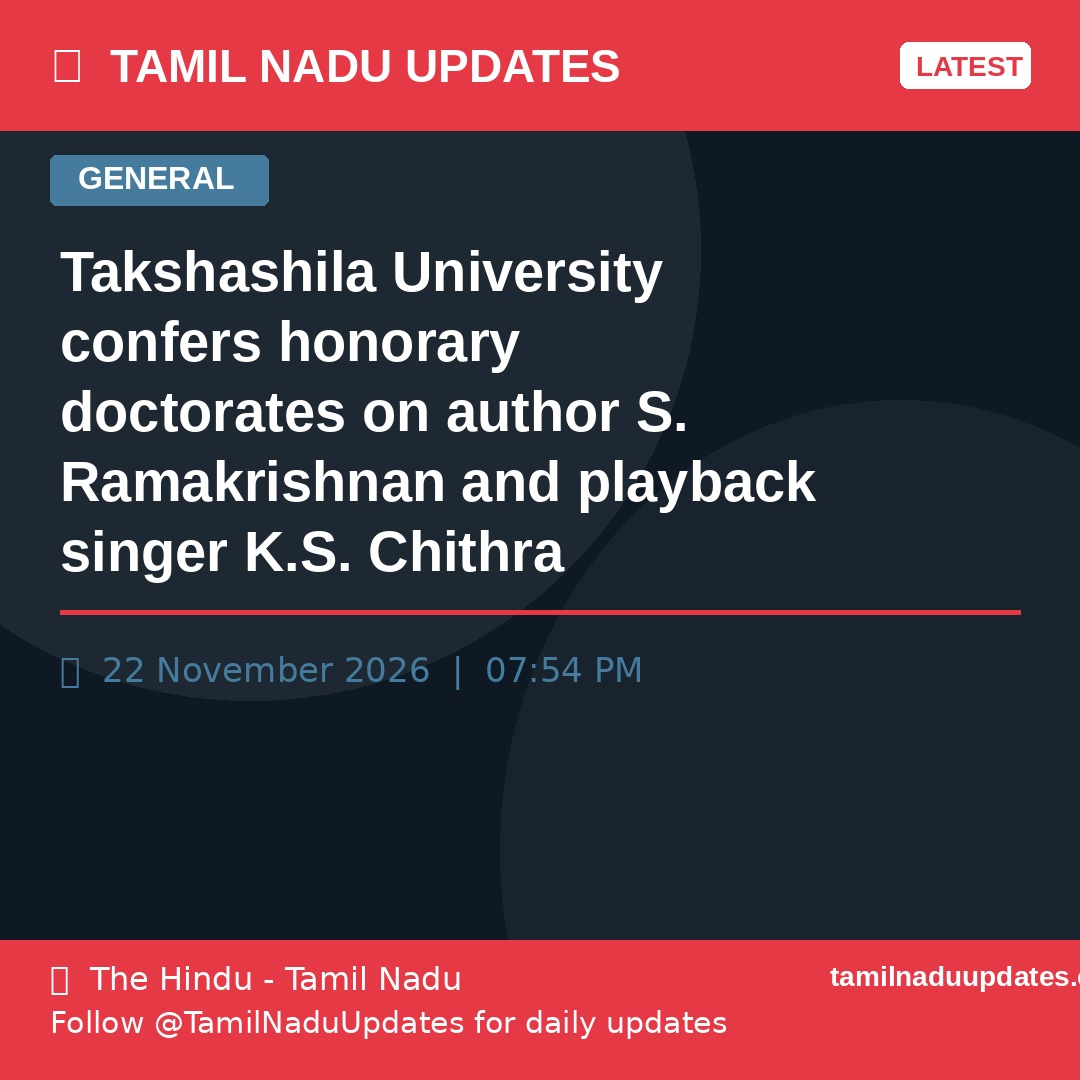 TAMIL NADU UPDATES
LATEST
GENERAL
Takshashila University
confers honorary
doctorates on author S.
Ramakrishnan and playback
singer K.S. Chithra
22 November 2026 | 07:54 PM
The Hindu - Tamil Nadu
tamilnaduupdates.
Follow @TamilNaduUpdates for daily updates